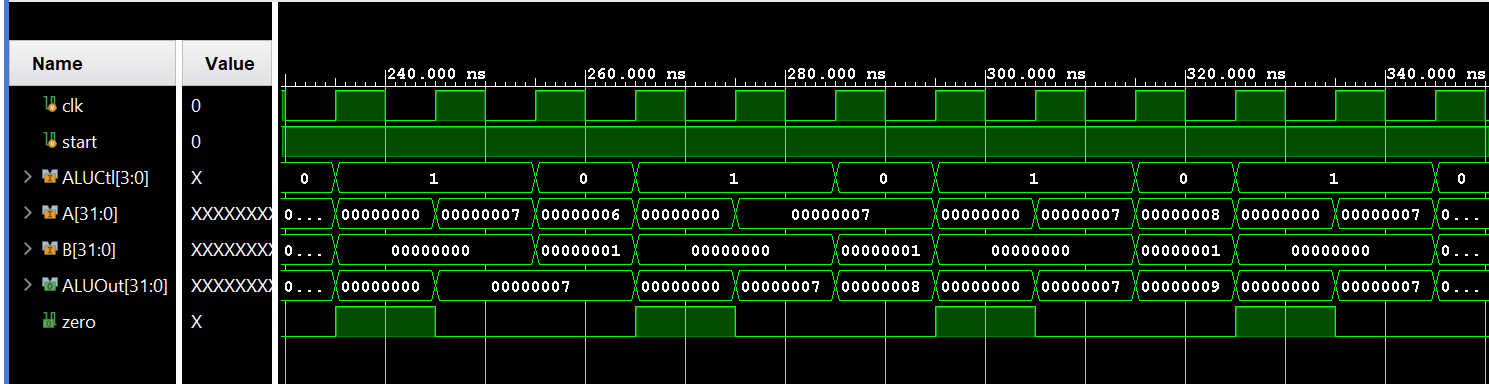 Name Value
240.000 ns 260.000 ns 280.000 ns 300.000 ns 320.000 ns 340.000 ns
clk 0
start 0
ALUCtl[3:0] X 0 1 0 1 0 1 0 1 0
A[31:0] XXXXXXXX 0... 00000000 00000007 00000006 00000000 00000007 00000000 00000007 00000008 00000000 00000007 0...
B[31:0] XXXXXXXX 0... 00000000 00000001 00000000 00000001 00000000 00000001 00000000 0...
ALUOut[31:0] XXXXXXXX 0... 00000000 00000007 00000000 00000007 00000008 00000000 00000007 00000009 00000000 00000007 0...
zero X